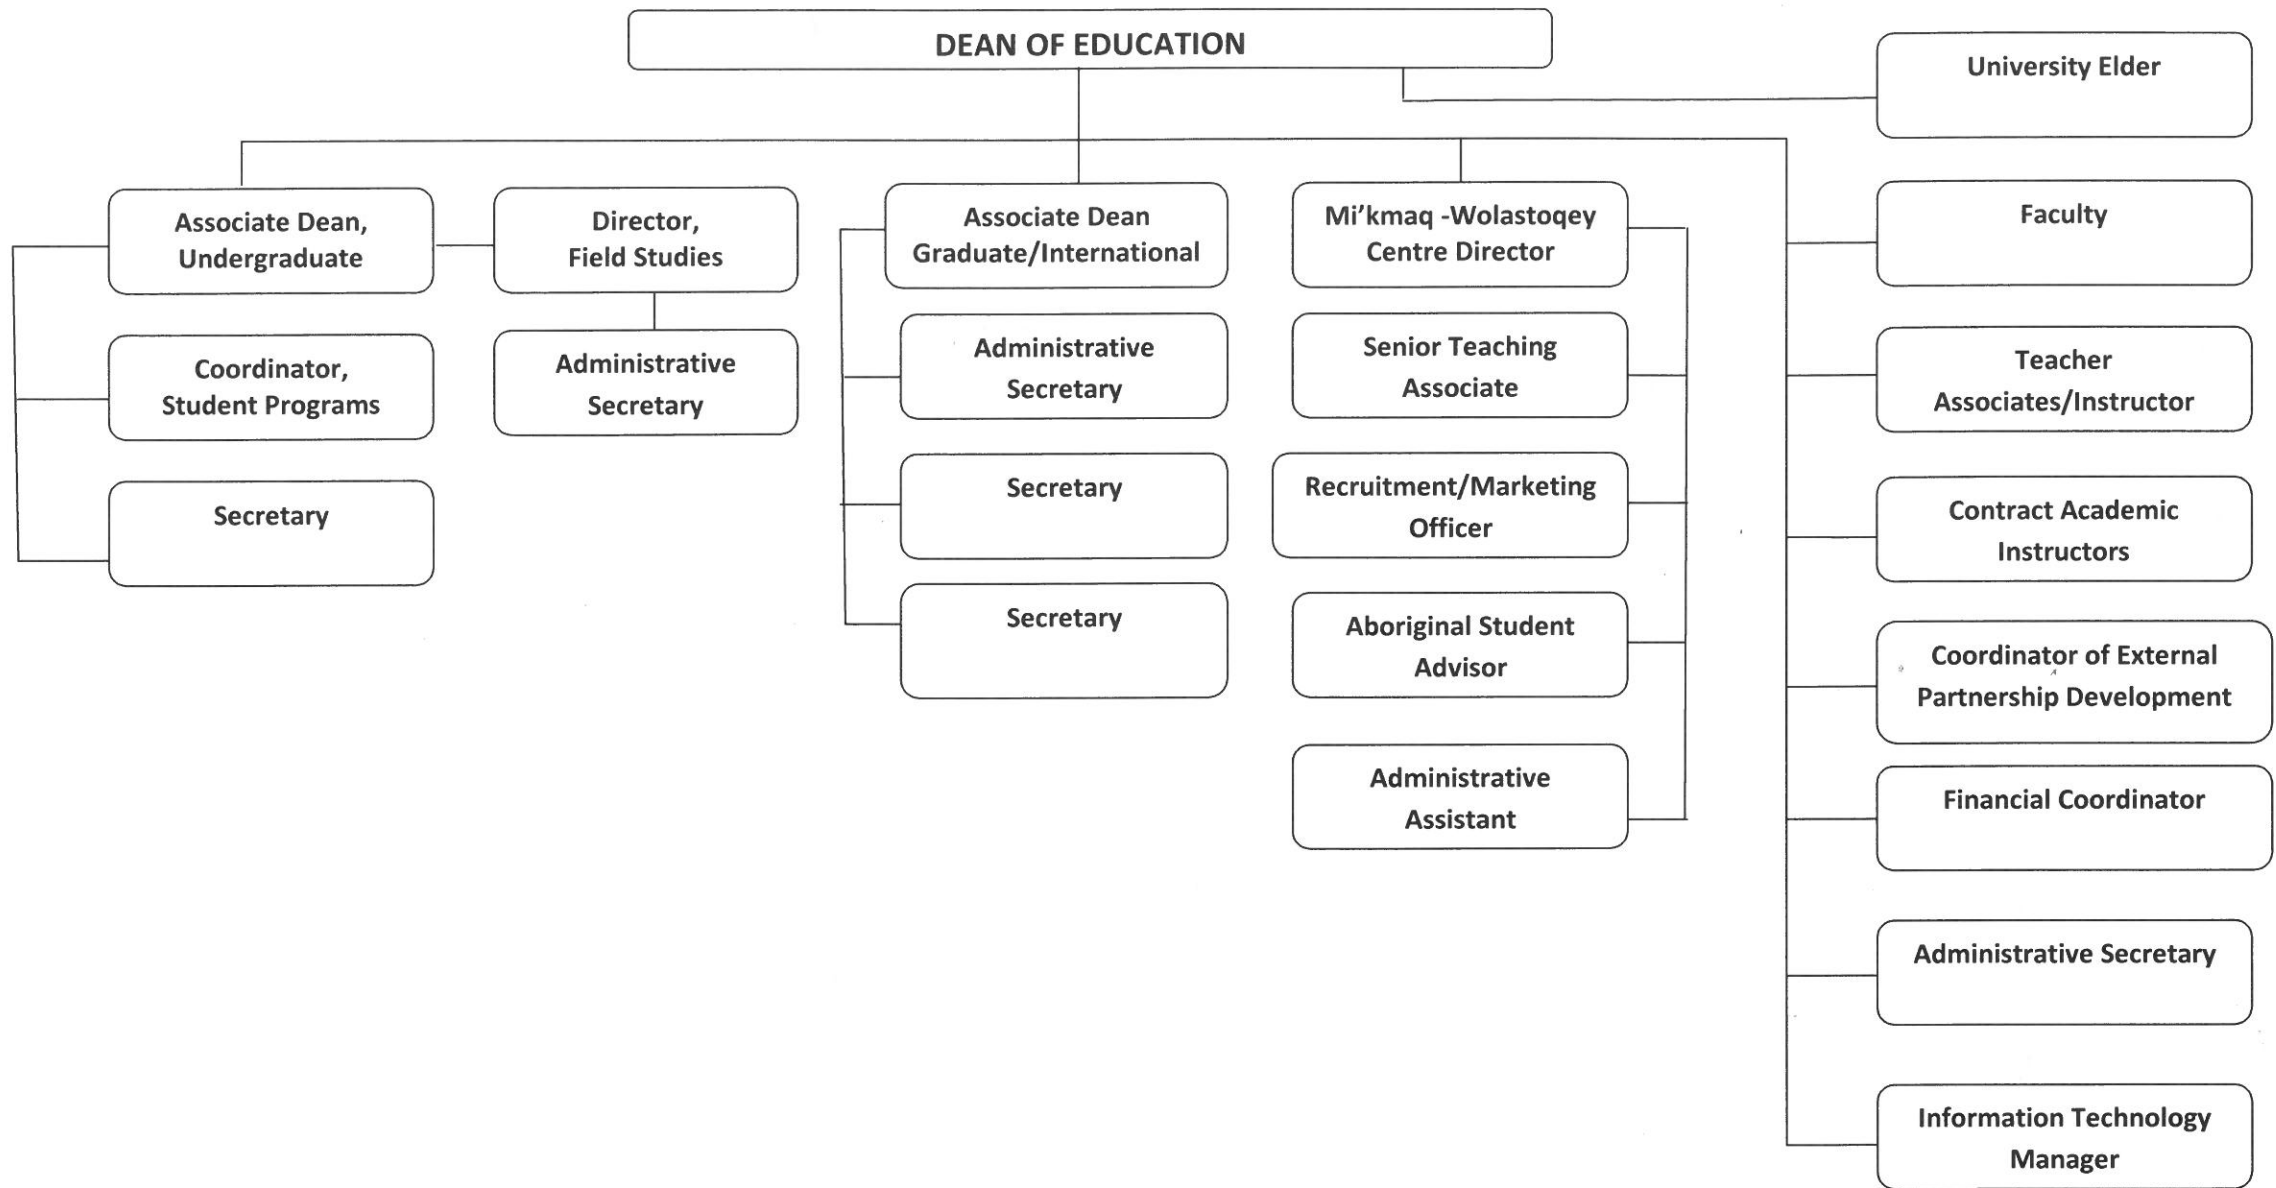 DEAN OF EDUCATION
University Elder
Associate Dean,
Undergraduate
Director,
Field Studies
Coordinator,
Student Programs
Administrative
Secretary
Secretary
Associate Dean
Graduate/International
Administrative
Secretary
Secretary
Secretary
Mi’kmaq -Wolastoqey
Centre Director
Senior Teaching
Associate
Recruitment/Marketing
Officer
Aboriginal Student
Advisor
Administrative
Assistant
Faculty
Teacher
Associates/Instructor
Contract Academic
Instructors
Coordinator of External
Partnership Development
Financial Coordinator
Administrative Secretary
Information Technology
Manager